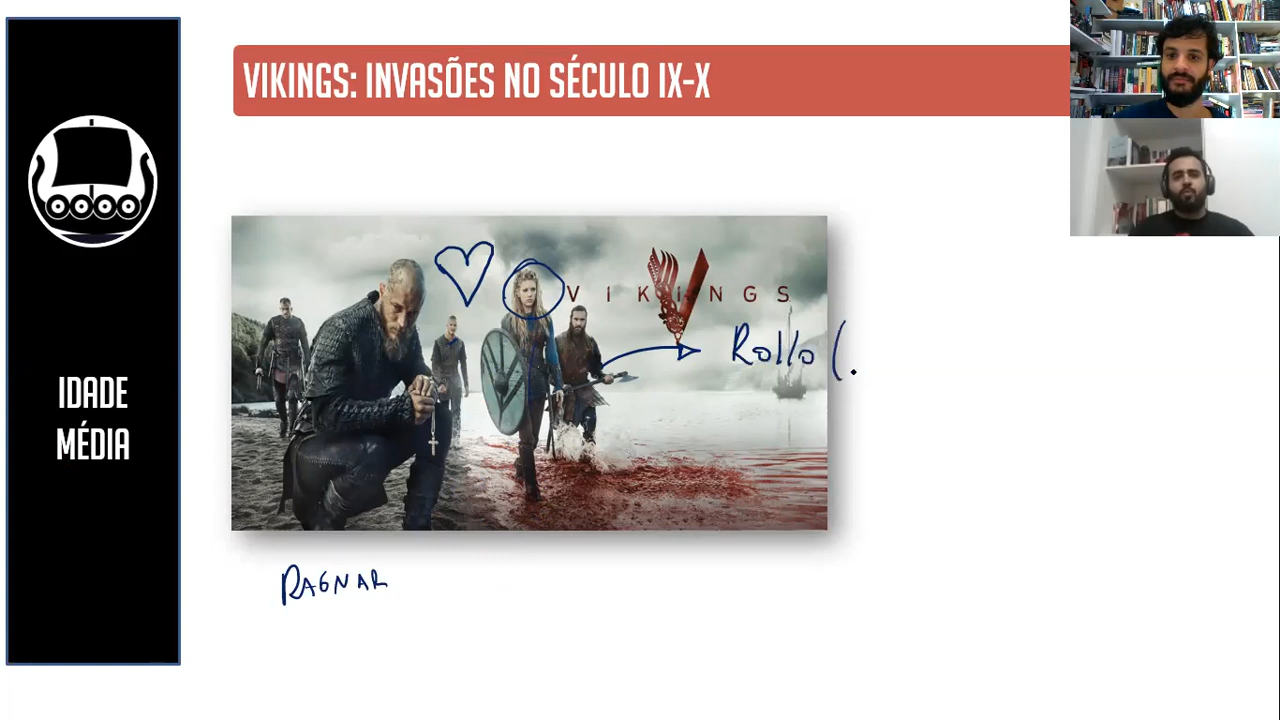 VIKINGS: INVASÕES NO SÉCULO IX-X
IDADE
MÉDIA
VIKINGS
Rollo (
RAGNAR